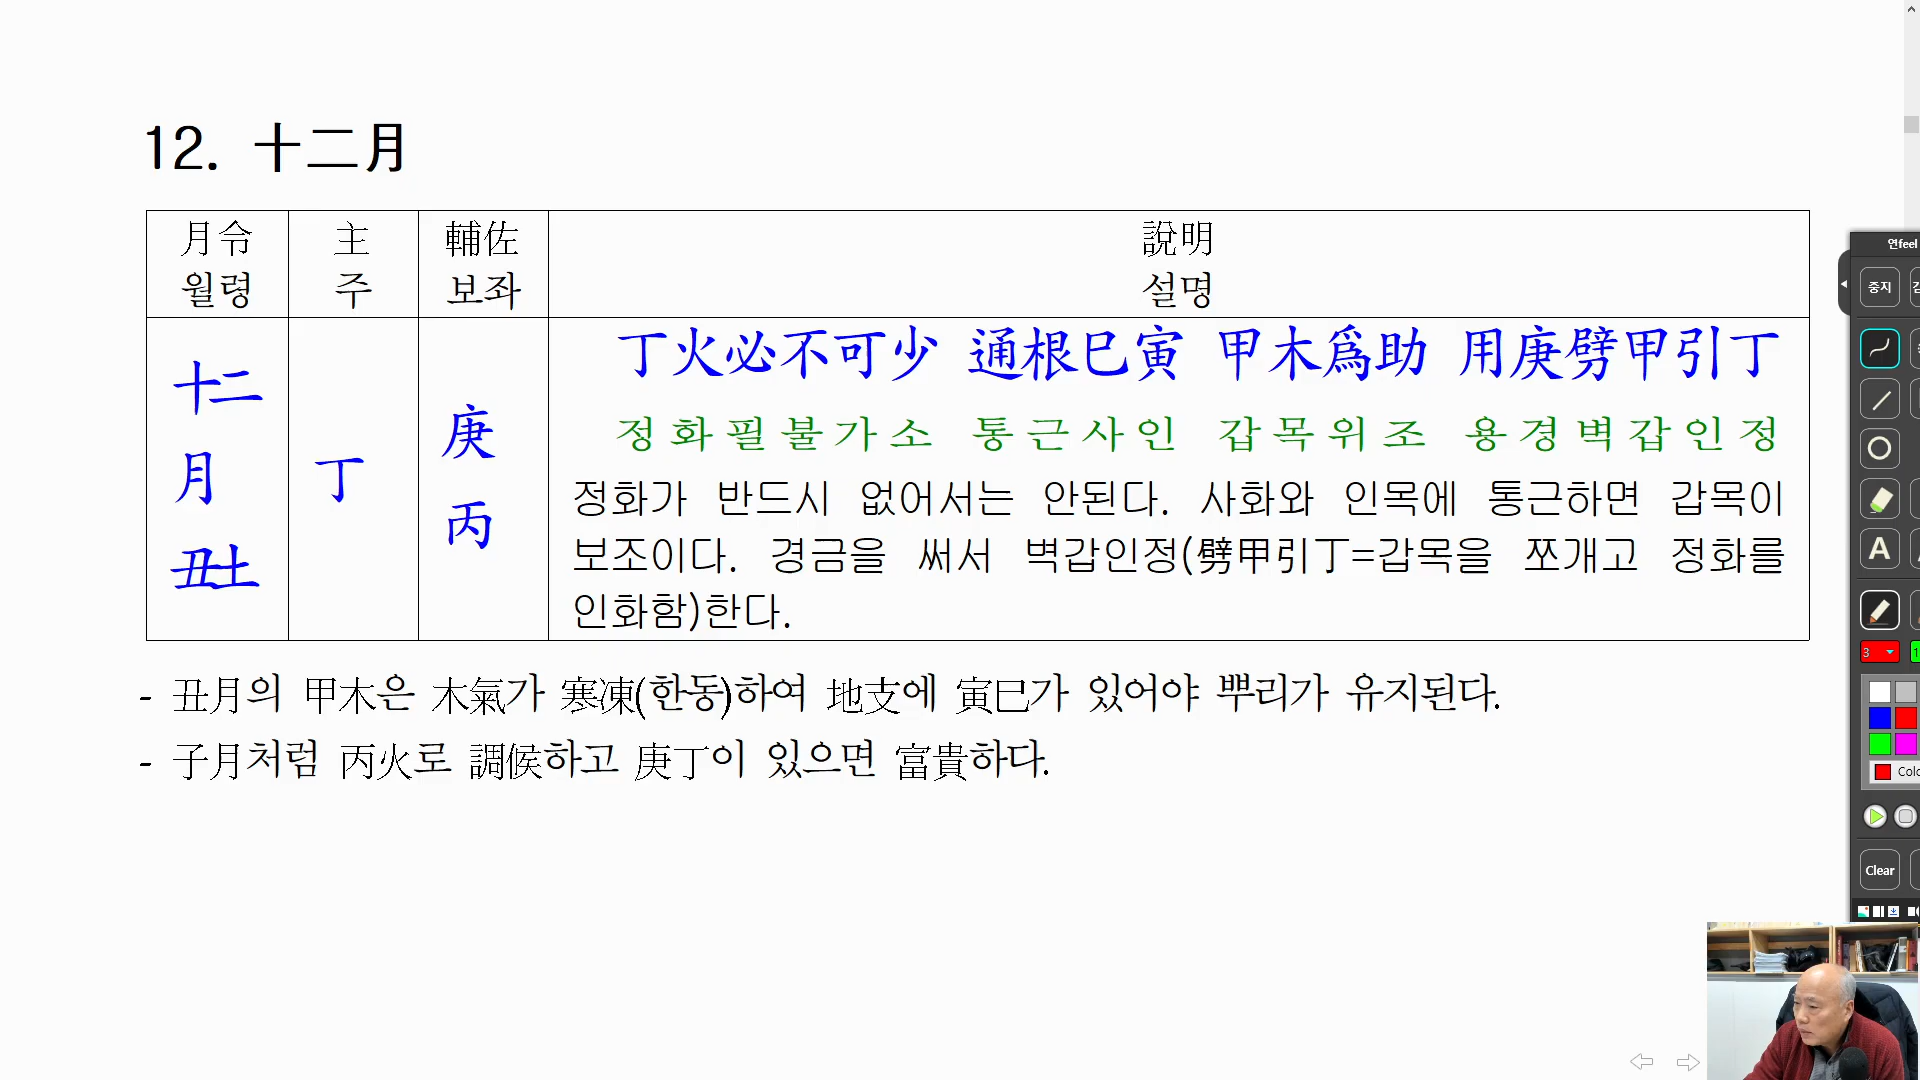 12. 十二月
月令 主 輔佐 說明
월령 주 보좌 설명
十二
月
丑土
丁
庚
丙
丁火必不可少 通根巳寅 甲木爲助 用庚劈甲引丁
정화필불가소 통근사인 갑목위조 용경벽갑인정
정화가 반드시 없어서는 안된다. 사화와 인목에 통근하면 갑목이
보조이다. 경금을 써서 벽갑인정(劈甲引丁=갑목을 쪼개고 정화를
인화함)한다.
- 丑月의 甲木은 木氣가 寒凍(한동)하여 地支에 寅巳가 있어야 뿌리가 유지된다.
- 子月처럼 丙火로 調候하고 庚丁이 있으면 富貴하다.
연feel
중지
A
3
1
Clear